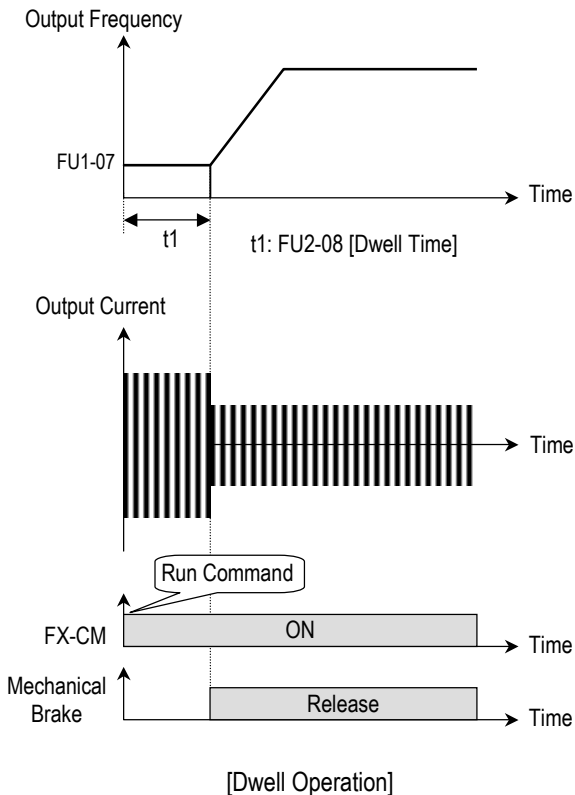 Output Frequency
FU1-07
Time
t1
t1: FU2-08 [Dwell Time]
Output Current
Time
Run Command
FX-CM
ON
Time
Mechanical
Brake
Release
Time
[Dwell Operation]